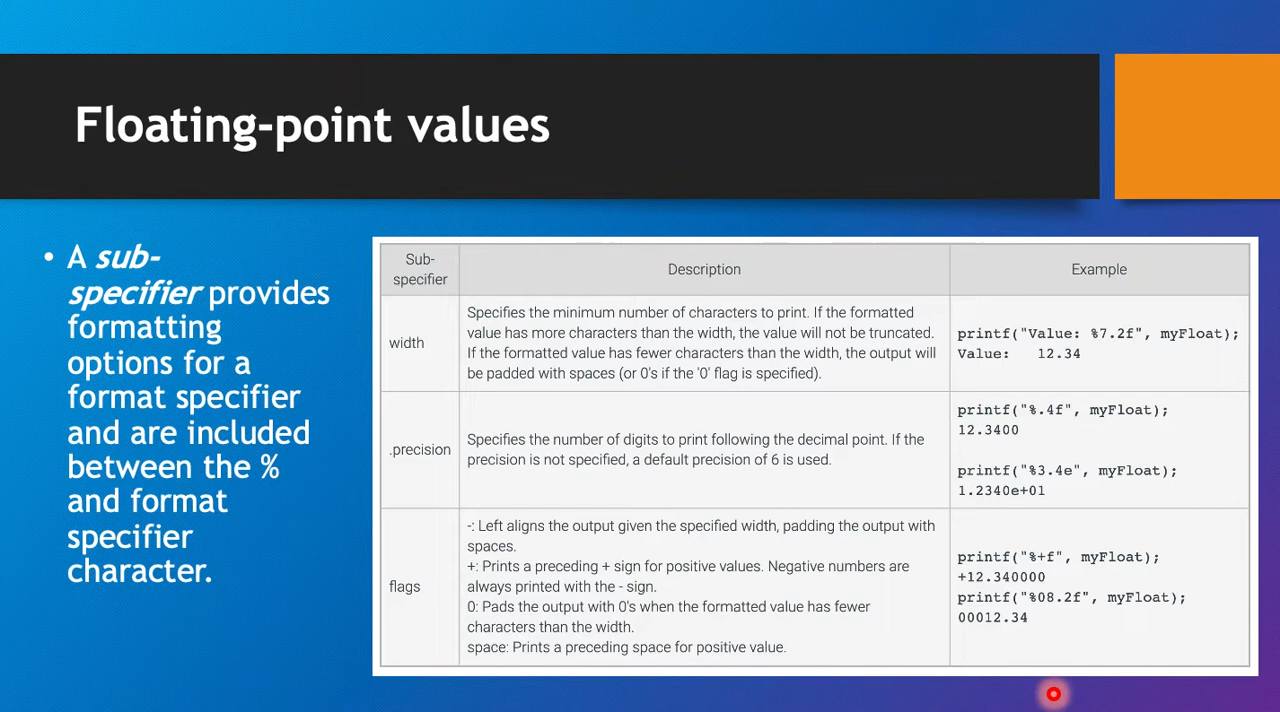 Floating-point values
• A sub-
specifier provides
formatting
options for a
format specifier
and are included
between the %
and format
specifier
character.
Sub-
specifier
Description
Example
width
Specifies the minimum number of characters to print. If the formatted
value has more characters than the width, the value will not be truncated.
If the formatted value has fewer characters than the width, the output will
be padded with spaces (or 0's if the '0' flag is specified).
printf("Value: %7.2f", myFloat);
Value:   12.34
.precision
Specifies the number of digits to print following the decimal point. If the
precision is not specified, a default precision of 6 is used.
printf("%.4f", myFloat);
12.3400
printf("%3.4e", myFloat);
1.2340e+01
flags
-: Left aligns the output given the specified width, padding the output with
spaces.
+: Prints a preceding + sign for positive values. Negative numbers are
always printed with the - sign.
0: Pads the output with 0's when the formatted value has fewer
characters than the width.
space: Prints a preceding space for positive value.
printf("%+f", myFloat);
+12.340000
printf("%08.2f", myFloat);
00012.34